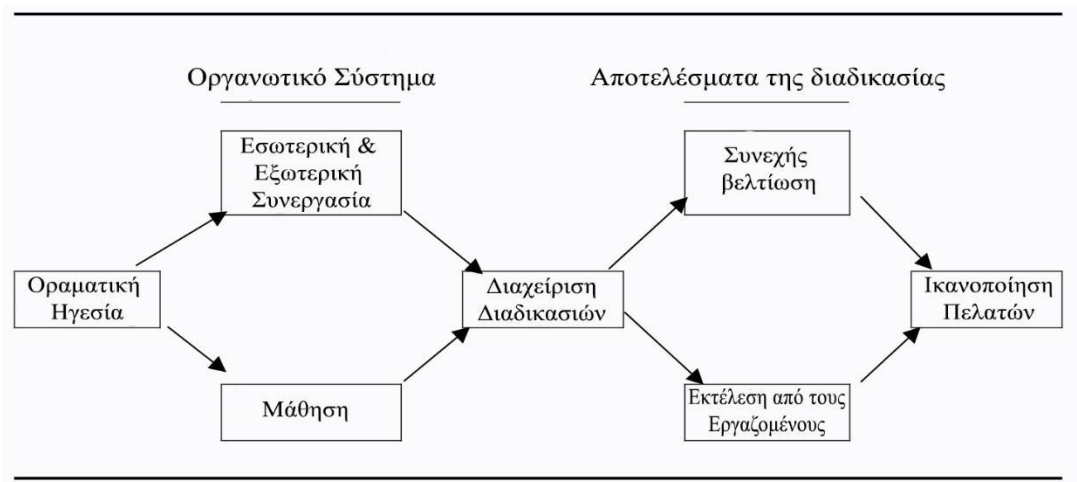 Οργανωτικό Σύστημα
Αποτελέσματα της διαδικασίας
Εσωτερική &
Εξωτερική
Συνεργασία
Συνεχής
βελτίωση
Οραματική
Ηγεσία
Διαχείριση
Διαδικασιών
Ικανοποίηση
Πελατών
Μάθηση
Εκτέλεση από τους
Εργαζομένους